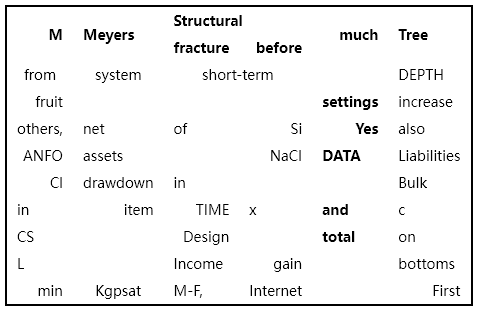 M Meyers Structural fracture before much Tree
from system short-term DEPTH
fruit settings increase
others, net of Si Yes also
ANFO assets NaCl DATA Liabilities
CI drawdown in Bulk
in item TIME x and c
CS Design total on
L Income gain bottoms
min Kgpsat M-F, Internet First